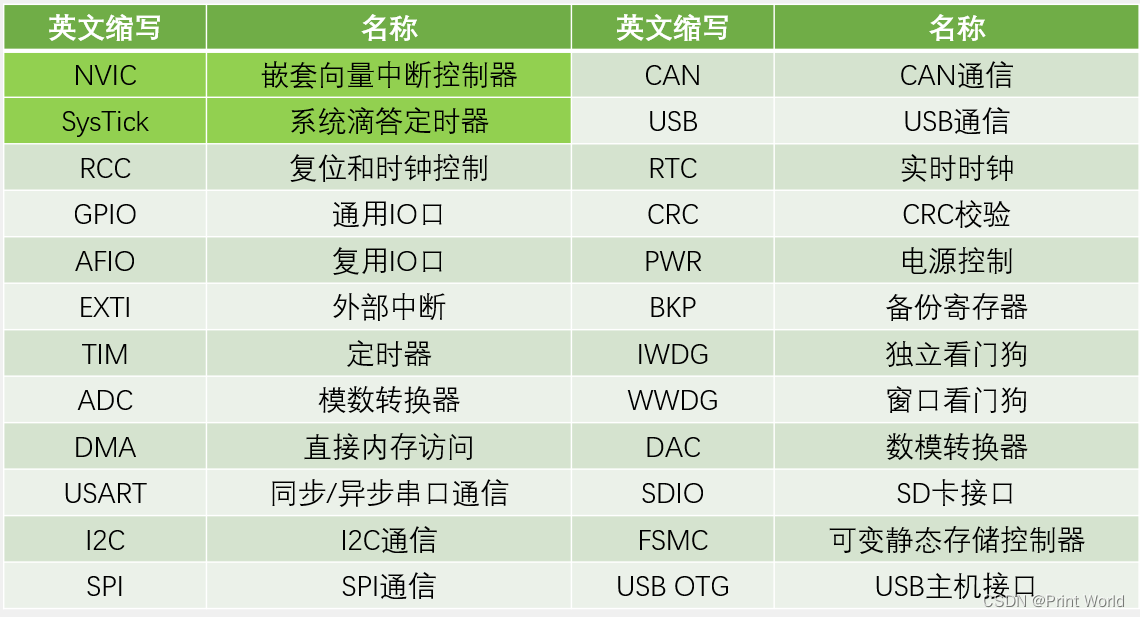 英文缩写 名称 英文缩写 名称
NVIC 嵌套向量中断控制器 CAN CAN通信
SysTick 系统滴答定时器 USB USB通信
RCC 复位和时钟控制 RTC 实时时钟
GPIO 通用IO口 CRC CRC校验
AFIO 复用IO口 PWR 电源控制
EXTI 外部中断 BKP 备份寄存器
TIM 定时器 IWDG 独立看门狗
ADC 模数转换器 WWDG 窗口看门狗
DMA 直接内存访问 DAC 数模转换器
USART 同步/异步串口通信 SDIO SD卡接口
I2C I2C通信 FSMC 可变静态存储控制器
SPI SPI通信 USB OTG USB主机接口
CSDN @Print World